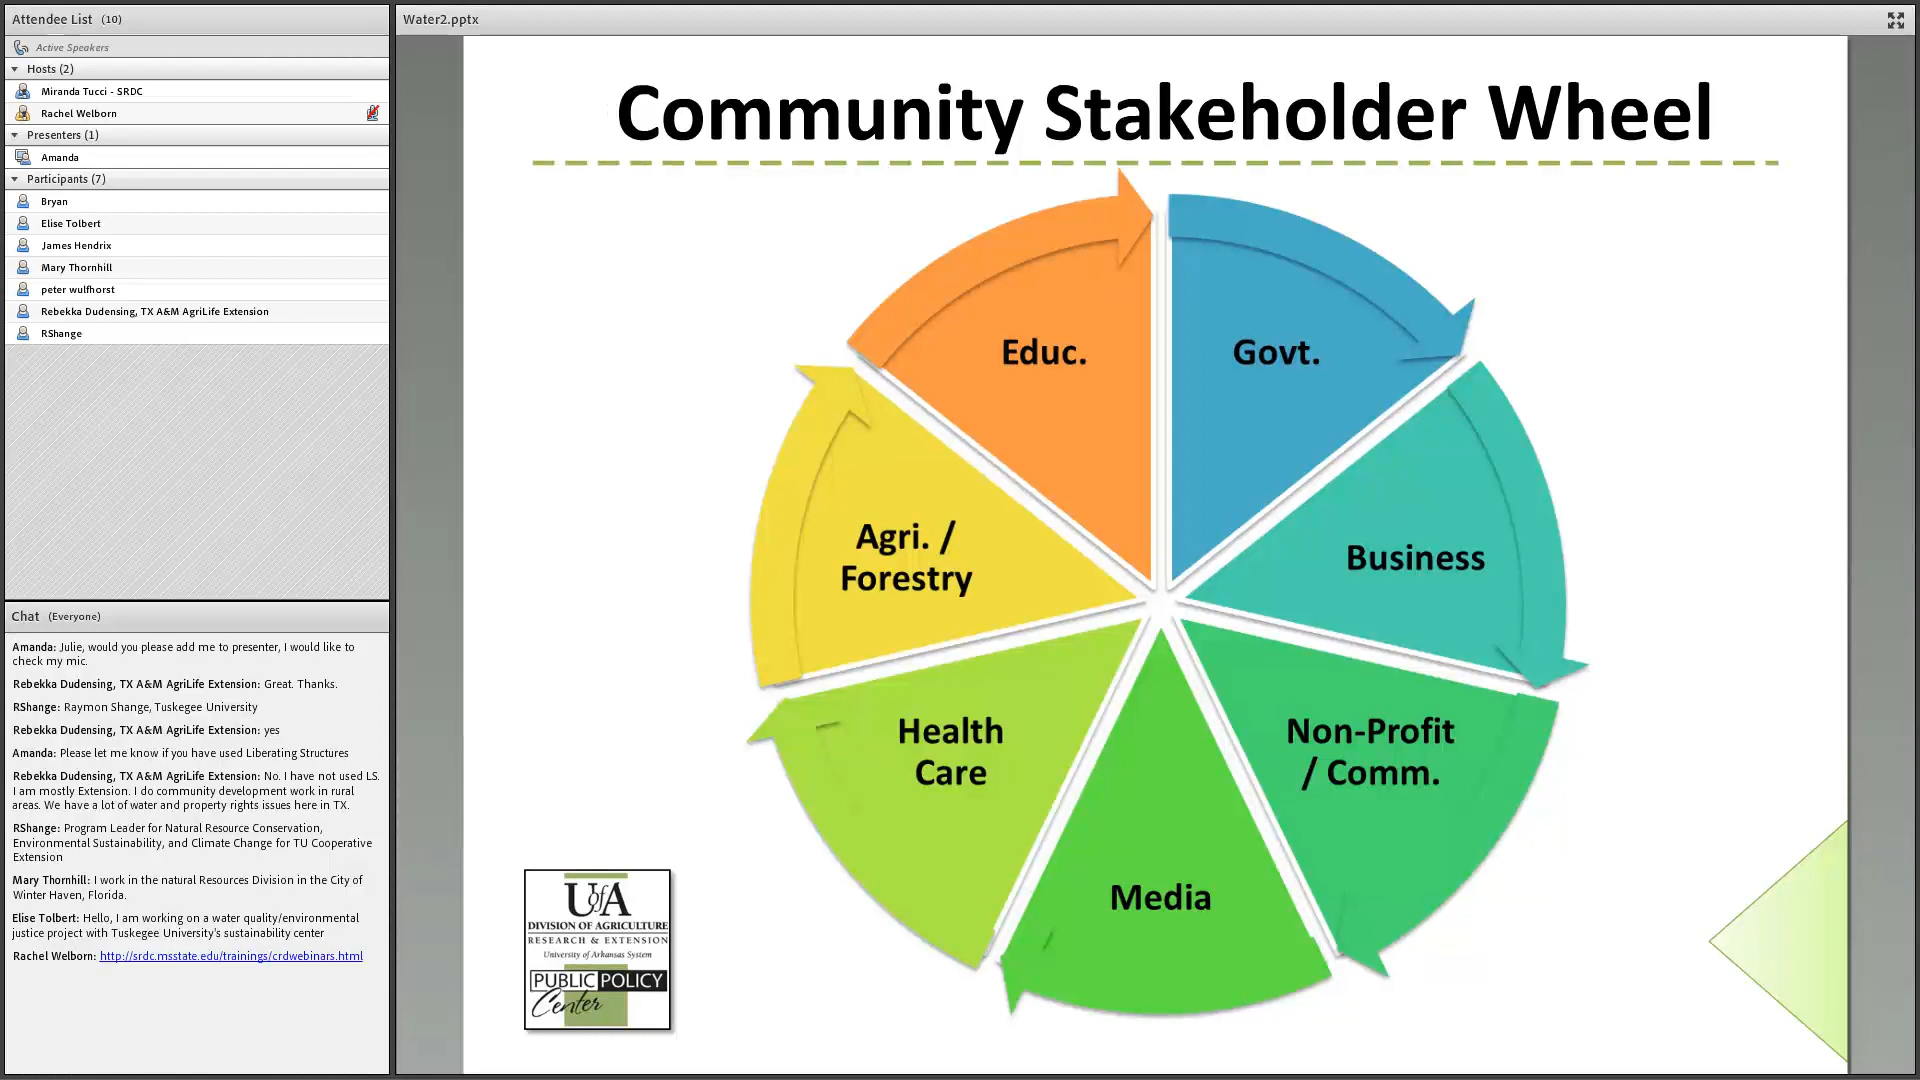 Attendee List (10)
Active Speakers
Hosts (2)
Miranda Tucci - SRDC
Rachel Welborn
Presenters (1)
Amanda
Participants (7)
Bryan
Elise Tolbert
James Hendrix
Mary Thornhill
peter wulfhorst
Rebekka Dudensing, TX A&M AgriLife Extension
RShange
Chat (Everyone)
Amanda: Julie, would you please add me to presenter, I would like to
check my mic.
Rebekka Dudensing, TX A&M AgriLife Extension: Great. Thanks.
RShange: Raymon Shange, Tuskegee University
Rebekka Dudensing, TX A&M AgriLife Extension: yes
Amanda: Please let me know if you have used Liberating Structures
Rebekka Dudensing, TX A&M AgriLife Extension: No. I have not used LS.
I am mostly Extension. I do community development work in rural
areas. We have a lot of water and property rights issues here in TX.
RShange: Program Leader for Natural Resource Conservation,
Environmental Sustainability, and Climate Change for TU Cooperative
Extension
Mary Thornhill: I work in the natural Resources Division in the City of
Winter Haven, Florida.
Elise Tolbert: Hello, I am working on a water quality/environmental
justice project with Tuskegee University's sustainability center
Rachel Welborn: http://srdc.msstate.edu/trainings/crdwebinars.html
Water2.pptx
Community Stakeholder Wheel
Educ.
Govt.
Agri. /
Forestry
Business
Health
Care
Non-Profit
/ Comm.
Media
UofA
DIVISION OF AGRICULTURE
RESEARCH & EXTENSION
University of Arkansas System
PUBLIC POLICY
Center